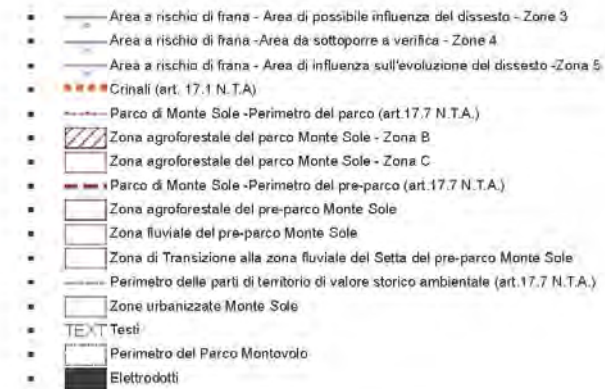 Area a rischio di frana - Area di possibile influenza del dissesto - Zone 3
Area a rischio di frana -Area da sottoporre a verifica - Zone 4
Area a rischio di frana - Area di influenza sull'evoluzione del dissesto -Zona 5
Crinali (art. 17.1 N.T.A)
Parco di Monte Sole -Perimetro del parco (art.17.7 N.T.A.)
Zona agroforestale del parco Monte Sole - Zona B
Zona agroforestale del parco Monte Sole - Zona C
Parco di Monte Sole -Perimetro del pre-parco (art.17.7 N.T.A.)
Zona agroforestale del pre-parco Monte Sole
Zona fluviale del pre-parco Monte Sole
Zona di Transizione alla zona fluviale del Setta del pre-parco Monte Sole
Perimetro delle parti di territorio di valore storico ambientale (art.17.7 N.T.A.)
Zone urbanizzate Monte Sole
TEXT Testi
Perimetro del Parco Montovolo
Elettrodotti